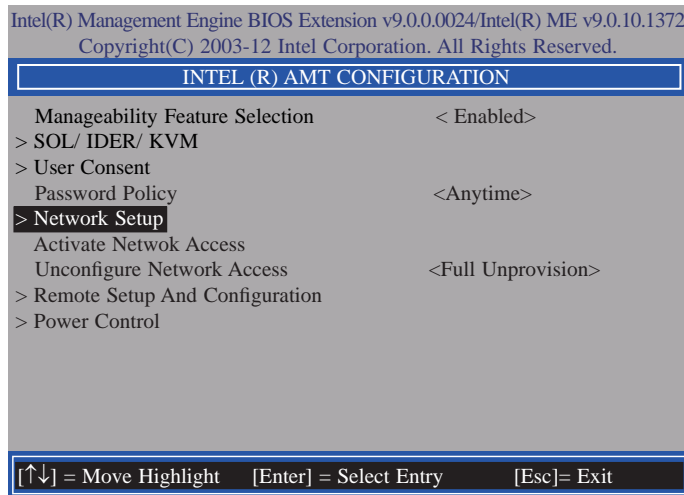 Intel(R) Management Engine BIOS Extension v9.0.0.0024/Intel(R) ME v9.0.10.1372
Copyright(C) 2003-12 Intel Corporation. All Rights Reserved.
INTEL (R) AMT CONFIGURATION
Manageability Feature Selection < Enabled>
> SOL/ IDER/ KVM
> User Consent
Password Policy <Anytime>
> Network Setup
Activate Netwok Access
Unconfigure Network Access <Full Unprovision>
> Remote Setup And Configuration
> Power Control
[↑↓] = Move Highlight [Enter] = Select Entry [Esc]= Exit